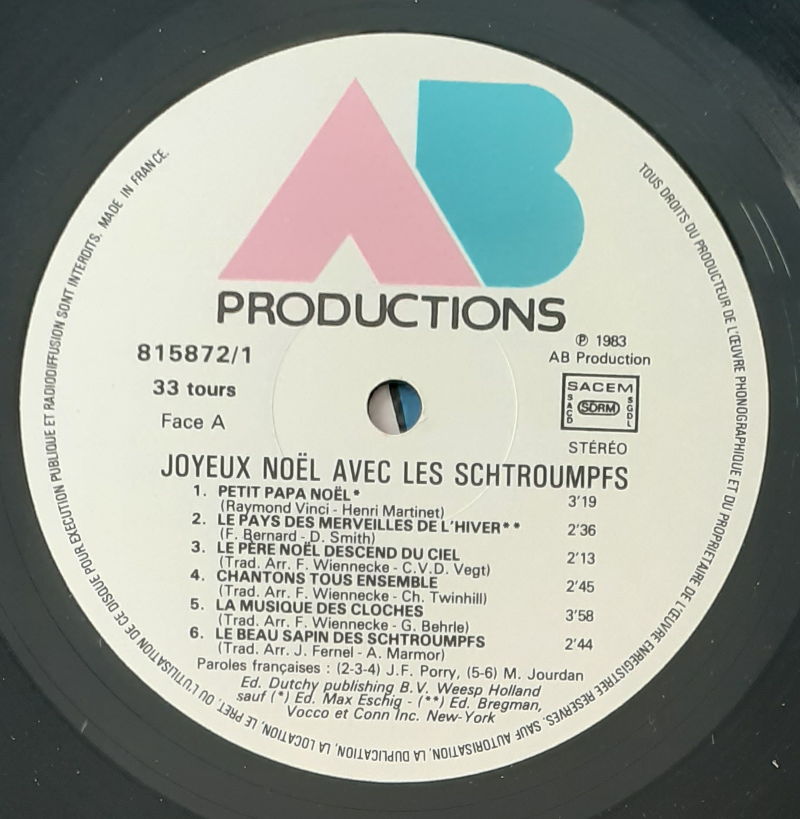 AB
PRODUCTIONS
815872/1
33 tours
Face A
℗ 1983
AB Production
SACEM
SACD
SDRM
SGDL
STÉRÉO
JOYEUX NOËL AVEC LES SCHTROUMPFS
1. PETIT PAPA NOËL* 3'19
(Raymond Vinci - Henri Martinet)
2. LE PAYS DES MERVEILLES DE L'HIVER** 2'36
(F. Bernard - D. Smith)
3. LE PÈRE NOËL DESCEND DU CIEL 2'13
(Trad. Arr. F. Wiennecke - C.V.D. Vegt)
4. CHANTONS TOUS ENSEMBLE 2'45
(Trad. Arr. F. Wiennecke - Ch. Twinhill)
5. LA MUSIQUE DES CLOCHES 3'58
(Trad. Arr. F. Wiennecke - G. Behrle)
6. LE BEAU SAPIN DES SCHTROUMPFS 2'44
(Trad. Arr. J. Fernel - A. Marmor)
Paroles françaises : (2-3-4) J.F. Porry, (5-6) M. Jourdan
Ed. Dutchy publishing B.V. Weesp Holland
sauf (*) Ed. Max Eschig - (**) Ed. Bregman,
Vocco et Conn Inc. New-York
TOUS DROITS DU PRODUCTEUR DE L'ŒUVRE PHONOGRAPHIQUE ET DU PROPRIETAIRE DE L'ŒUVRE ENREGISTREE RESERVES. SAUF AUTORISATION, LA DUPLICATION, LA LOCATION, LE PRET, OU L'UTILISATION DE CE DISQUE POUR EXECUTION PUBLIQUE ET RADIODIFFUSION SONT INTERDITS. MADE IN FRANCE.